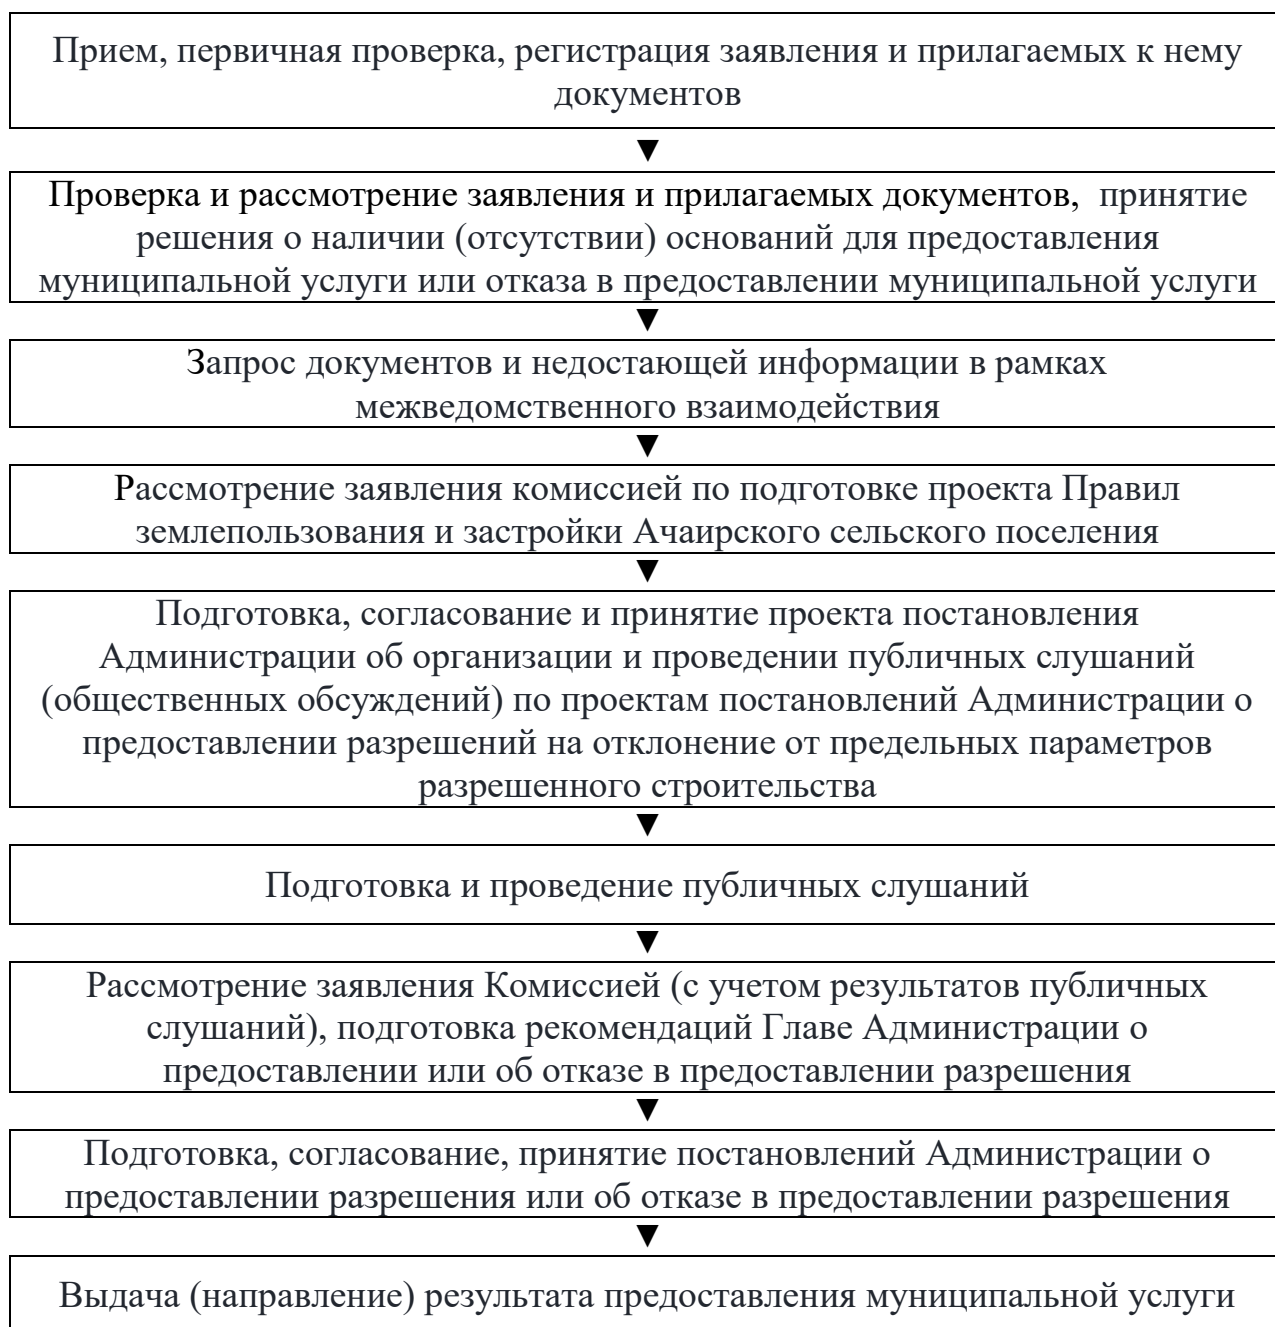 Прием, первичная проверка, регистрация заявления и прилагаемых к нему
документов
Проверка и рассмотрение заявления и прилагаемых документов, принятие
решения о наличии (отсутствии) оснований для предоставления
муниципальной услуги или отказа в предоставлении муниципальной услуги
Запрос документов и недостающей информации в рамках
межведомственного взаимодействия
Рассмотрение заявления комиссией по подготовке проекта Правил
землепользования и застройки Ачаирского сельского поселения
Подготовка, согласование и принятие проекта постановления
Администрации об организации и проведении публичных слушаний
(общественных обсуждений) по проектам постановлений Администрации о
предоставлении разрешений на отклонение от предельных параметров
разрешенного строительства
Подготовка и проведение публичных слушаний
Рассмотрение заявления Комиссией (с учетом результатов публичных
слушаний), подготовка рекомендаций Главе Администрации о
предоставлении или об отказе в предоставлении разрешения
Подготовка, согласование, принятие постановлений Администрации о
предоставлении разрешения или об отказе в предоставлении разрешения
Выдача (направление) результата предоставления муниципальной услуги